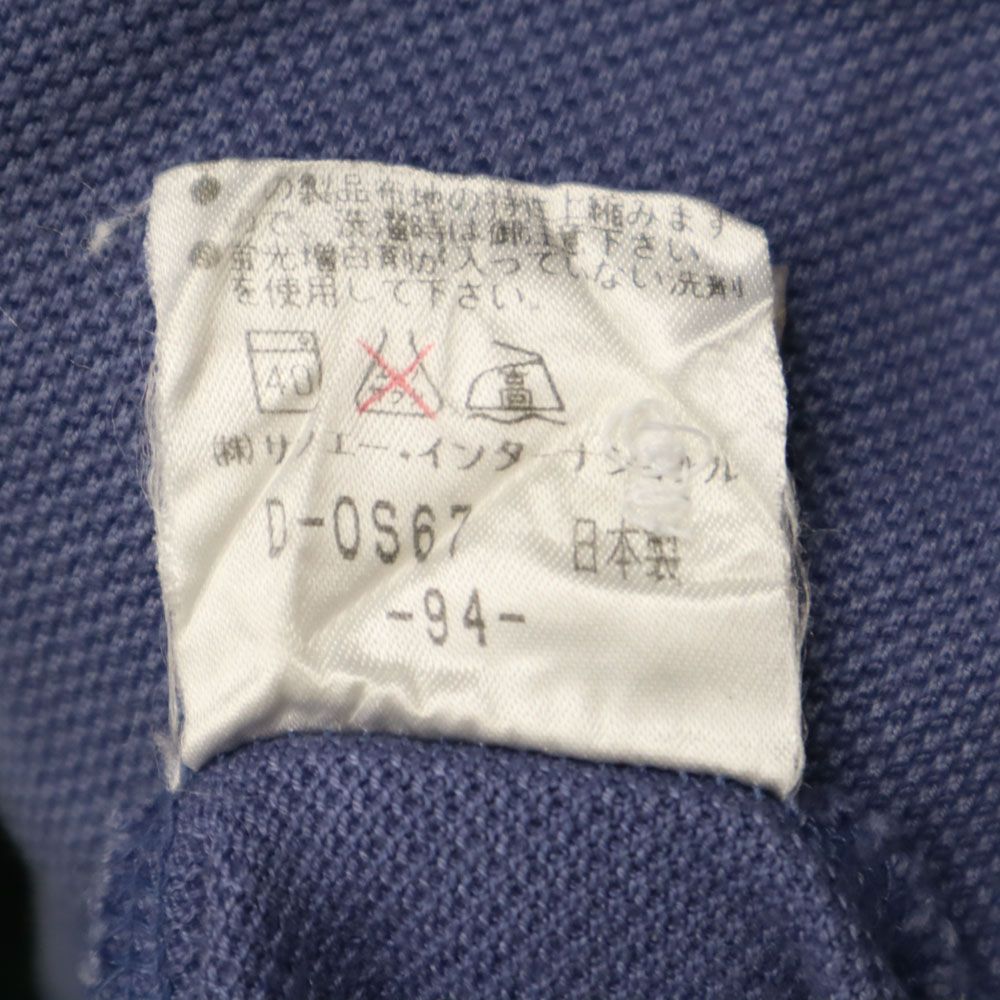 ●この製品布地の特性上縮みます
ので、洗濯時は御注意下さい。
●蛍光増白剤が入っていない洗剤
を使用して下さい。
40 高
(株)リノエー・インターナショナル
D-0S67 日本製
-94-